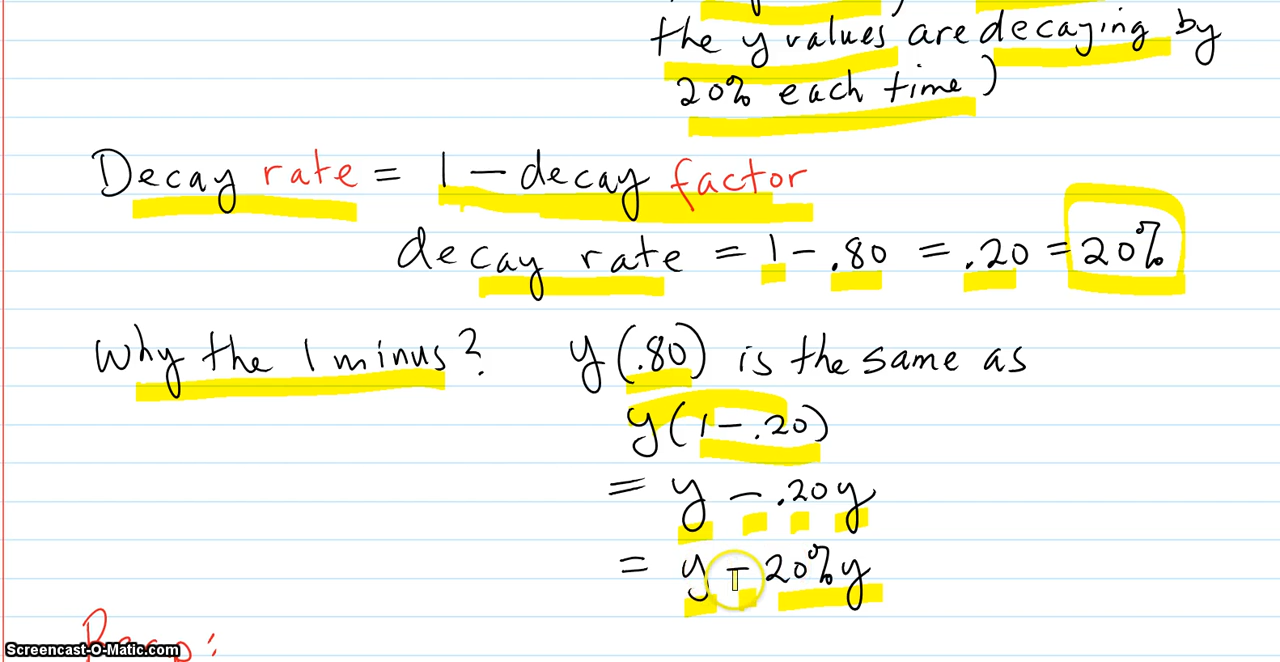 the y values are decaying by
20% each time)
Decay rate = 1 - decay factor
decay rate = 1 - .80 = .20 = 20%
Why the 1 minus? y(.80) is the same as
y(1-.20)
= y - .20y
= y - 20%y
Recap:
Screencast-O-Matic.com